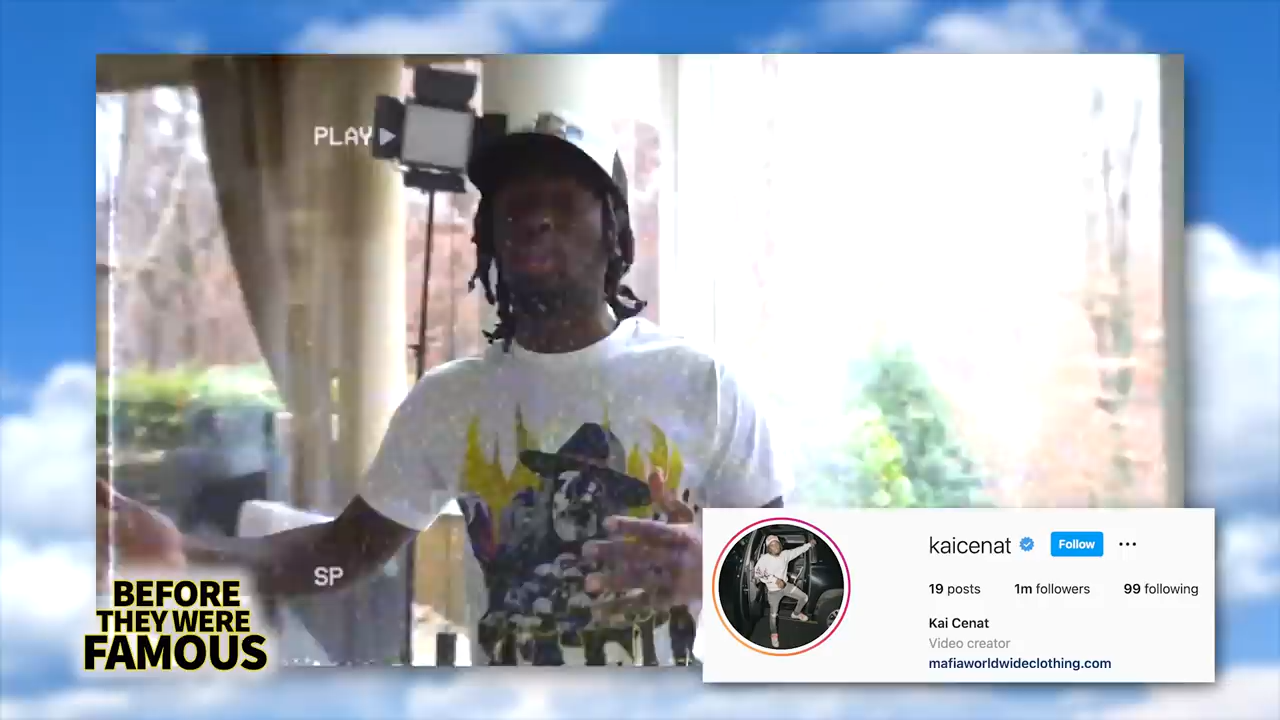 PLAY
SP
BEFORE
THEY WERE
FAMOUS
kaicenat Follow ...
19 posts 1m followers 99 following
Kai Cenat
Video creator
mafiaworldwideclothing.com